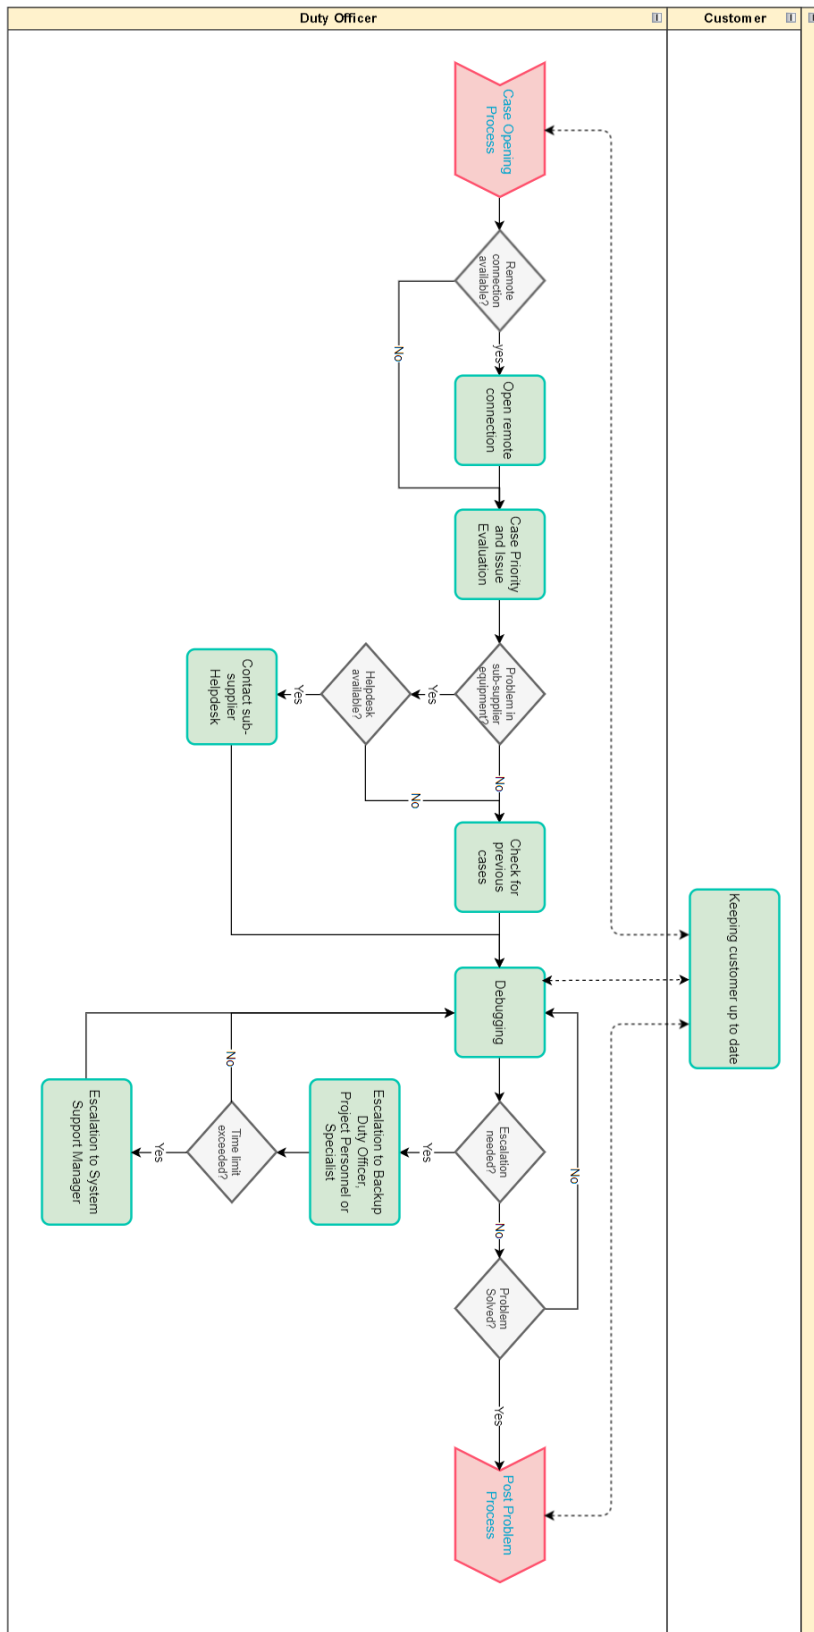 Duty Officer
Customer
Case Opening
Process
Remote
connection
available?
yes
No
Open remote
connection
Case Priority
and Issue
Evaluation
Problem in
sub-supplier
equipment?
Yes
Helpdesk
available?
Yes
Contact sub-
supplier
Helpdesk
No
No
Check for
previous
cases
Keeping customer up to date
Debugging
Escalation
needed?
Yes
Escalation to Backup
Duty Officer,
Project Personnel or
Specialist
Time limit
exceeded?
No
Yes
Escalation to System
Support Manager
No
No
Problem
Solved?
Yes
Post Problem
Process